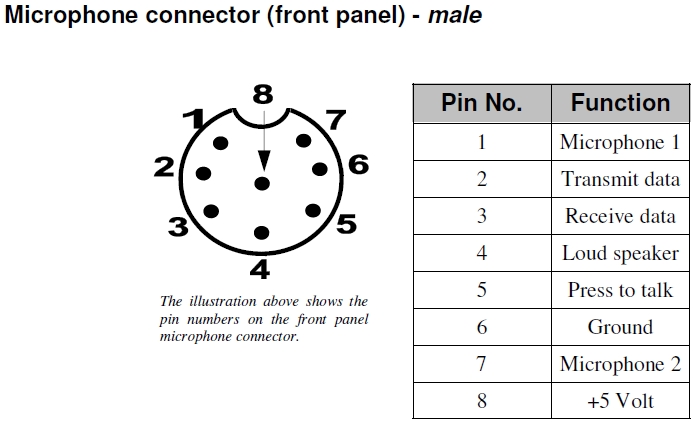 Microphone connector (front panel) - male
8
1
7
2
6
3
5
4
The illustration above shows the
pin numbers on the front panel
microphone connector.
Pin No. Function
1 Microphone 1
2 Transmit data
3 Receive data
4 Loud speaker
5 Press to talk
6 Ground
7 Microphone 2
8 +5 Volt